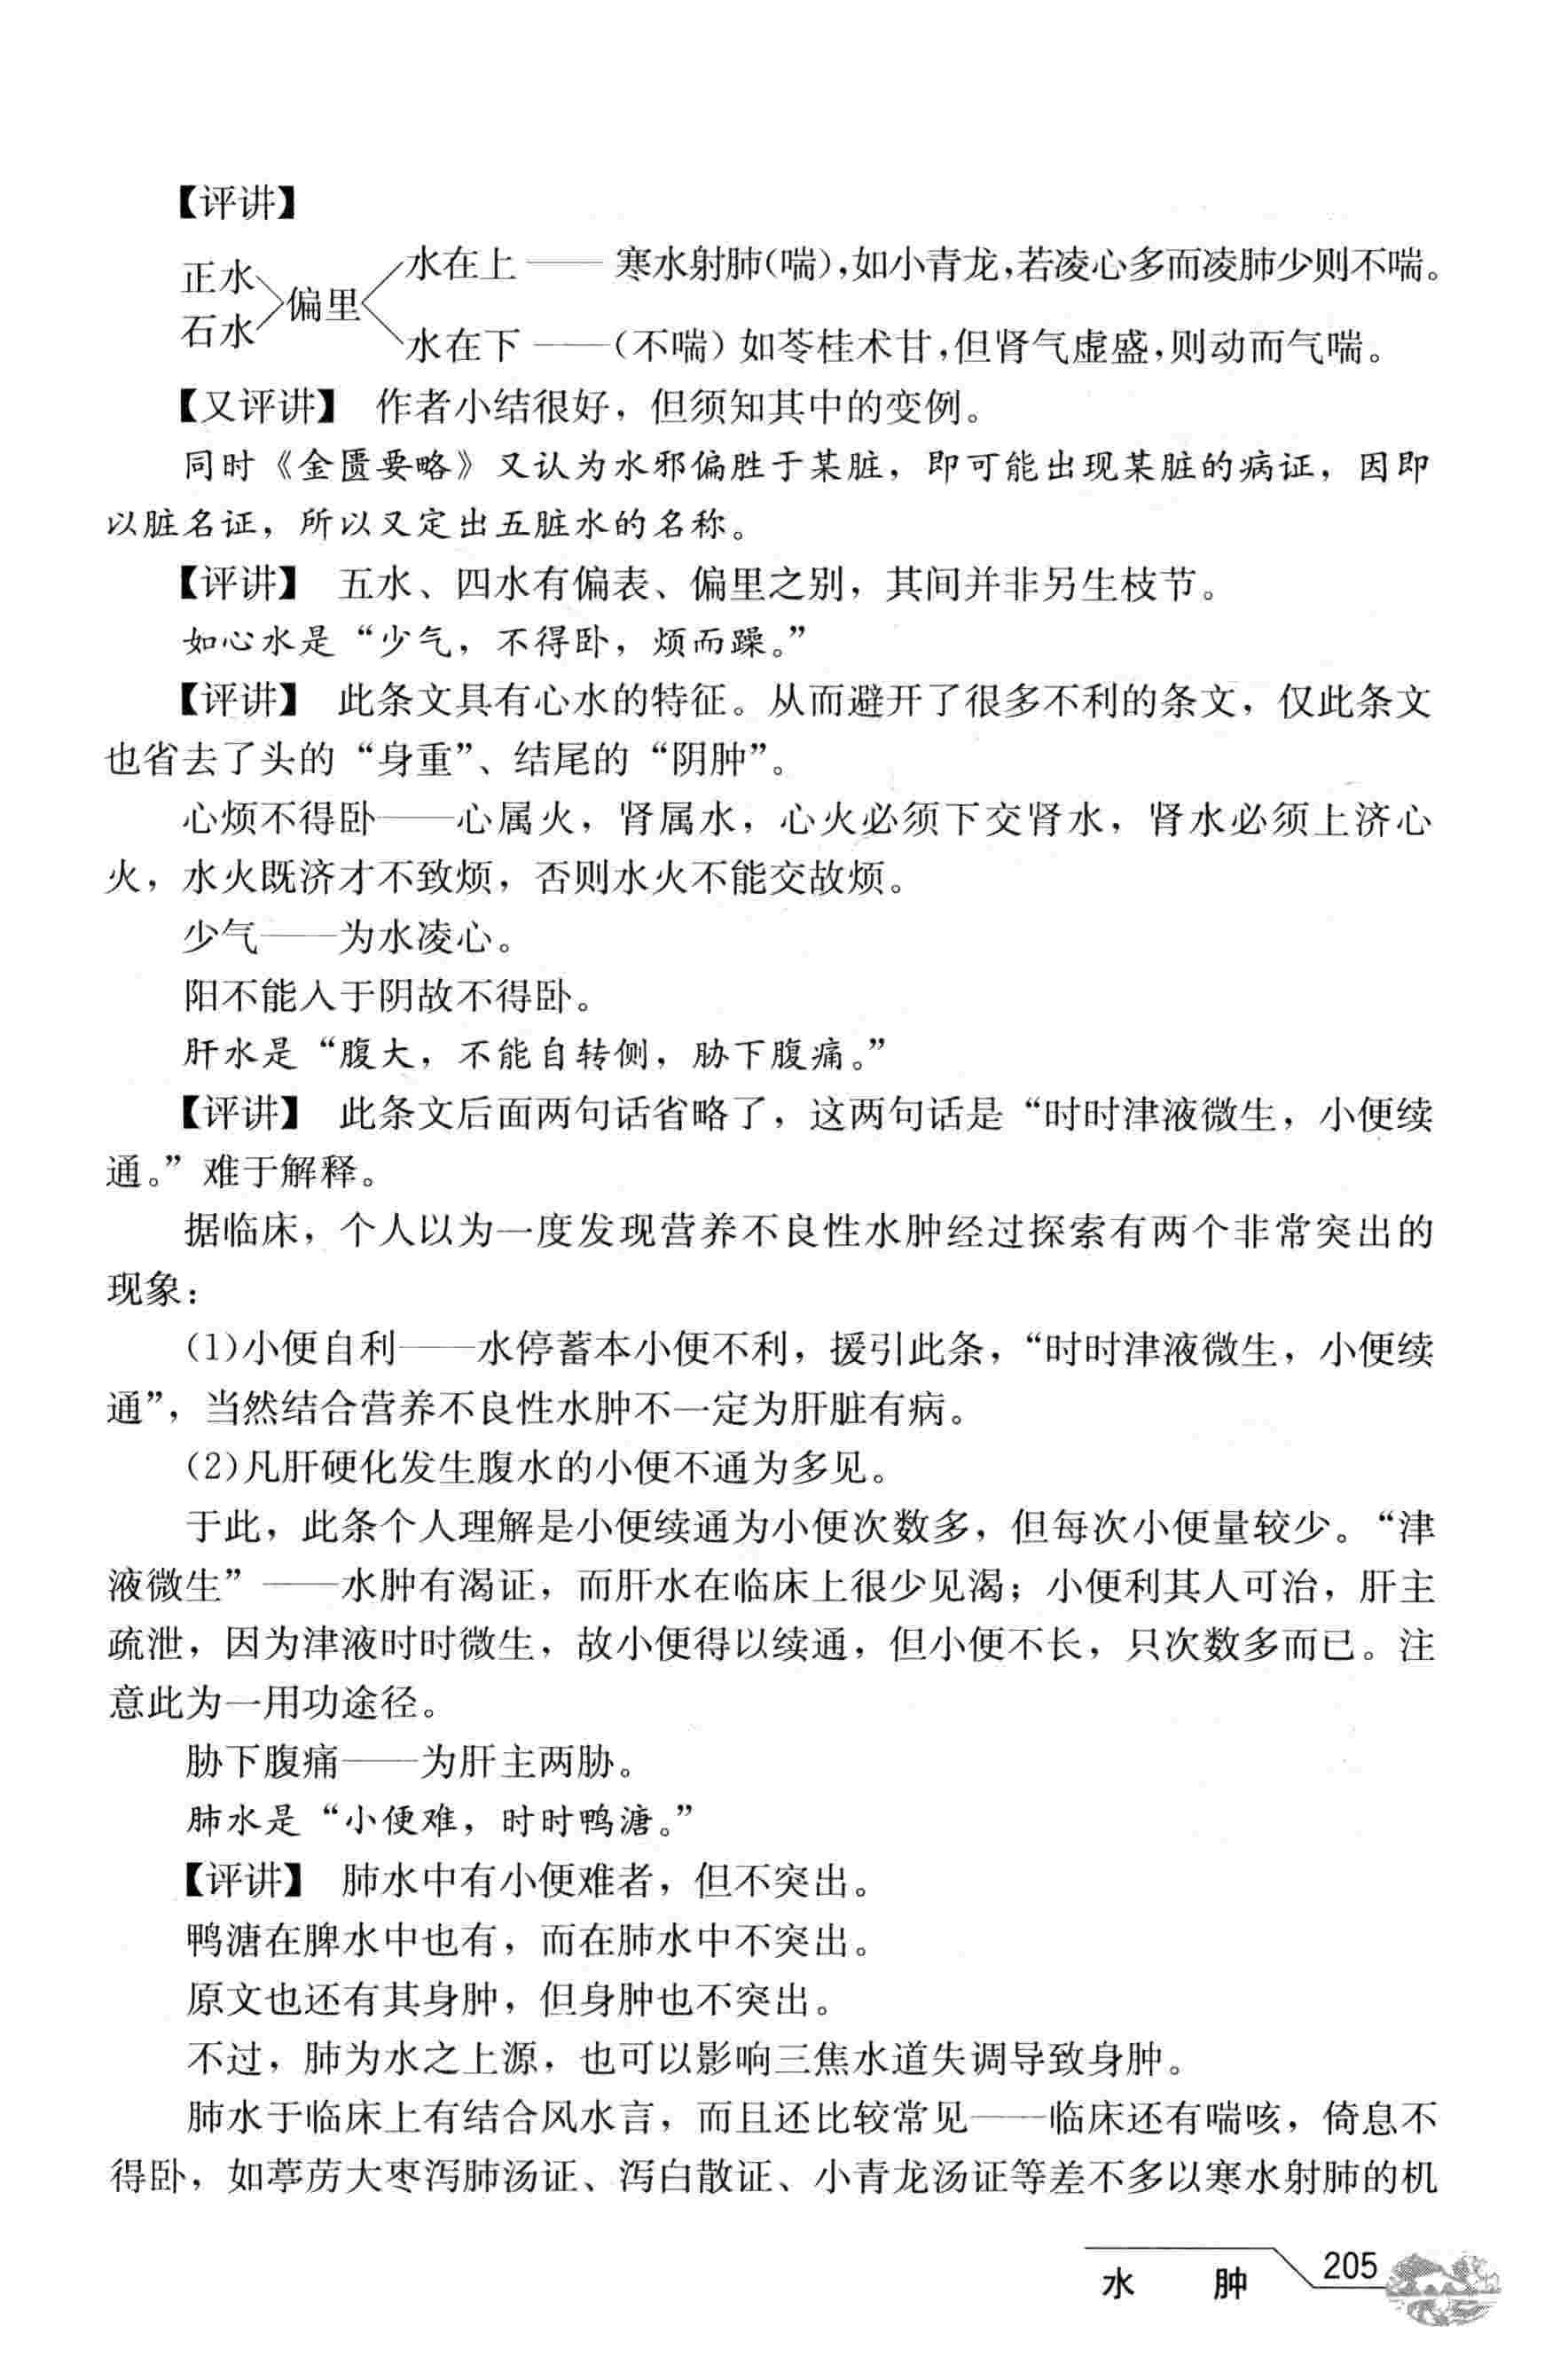 【评讲】
正水
石水
偏里
水在上——寒水射肺(喘),如小青龙,若凌心多而凌肺少则不喘。
水在下——(不喘)如苓桂术甘,但肾气虚盛,则动而气喘。
【又评讲】 作者小结很好，但须知其中的变例。
同时《金匮要略》又认为水邪偏胜于某脏，即可能出现某脏的病证，因即
以脏名证，所以又定出五脏水的名称。
【评讲】 五水、四水有偏表、偏里之别，其间并非另生枝节。
如心水是“少气，不得卧，烦而躁。”
【评讲】 此条文具有心水的特征。从而避开了很多不利的条文，仅此条文
也省去了头的“身重”、结尾的“阴肿”。
心烦不得卧——心属火，肾属水，心火必须下交肾水，肾水必须上济心
火，水火既济才不致烦，否则水火不能交故烦。
少气——为水凌心。
阳不能入于阴故不得卧。
肝水是“腹大，不能自转侧，胁下腹痛。”
【评讲】 此条文后面两句话省略了，这两句话是“时时津液微生，小便续
通。”难于解释。
据临床，个人以为一度发现营养不良性水肿经过探索有两个非常突出的
现象：
(1)小便自利——水停蓄本小便不利，援引此条，“时时津液微生，小便续
通”，当然结合营养不良性水肿不一定为肝脏有病。
(2)凡肝硬化发生腹水的小便不通为多见。
于此，此条个人理解是小便续通为小便次数多，但每次小便量较少。“津
液微生”——水肿有渴证，而肝水在临床上很少见渴；小便利其人可治，肝主
疏泄，因为津液时时微生，故小便得以续通，但小便不长，只次数多而已。注
意此为一用功途径。
胁下腹痛——为肝主两胁。
肺水是“小便难，时时鸭溏。”
【评讲】 肺水中有小便难者，但不突出。
鸭溏在脾水中也有，而在肺水中不突出。
原文也还有其身肿，但身肿也不突出。
不过，肺为水之上源，也可以影响三焦水道失调导致身肿。
肺水于临床上有结合风水言，而且还比较常见——临床还有喘咳，倚息不
得卧，如葶苈大枣泻肺汤证、泻白散证、小青龙汤证等差不多以寒水射肺的机
水 肿 205